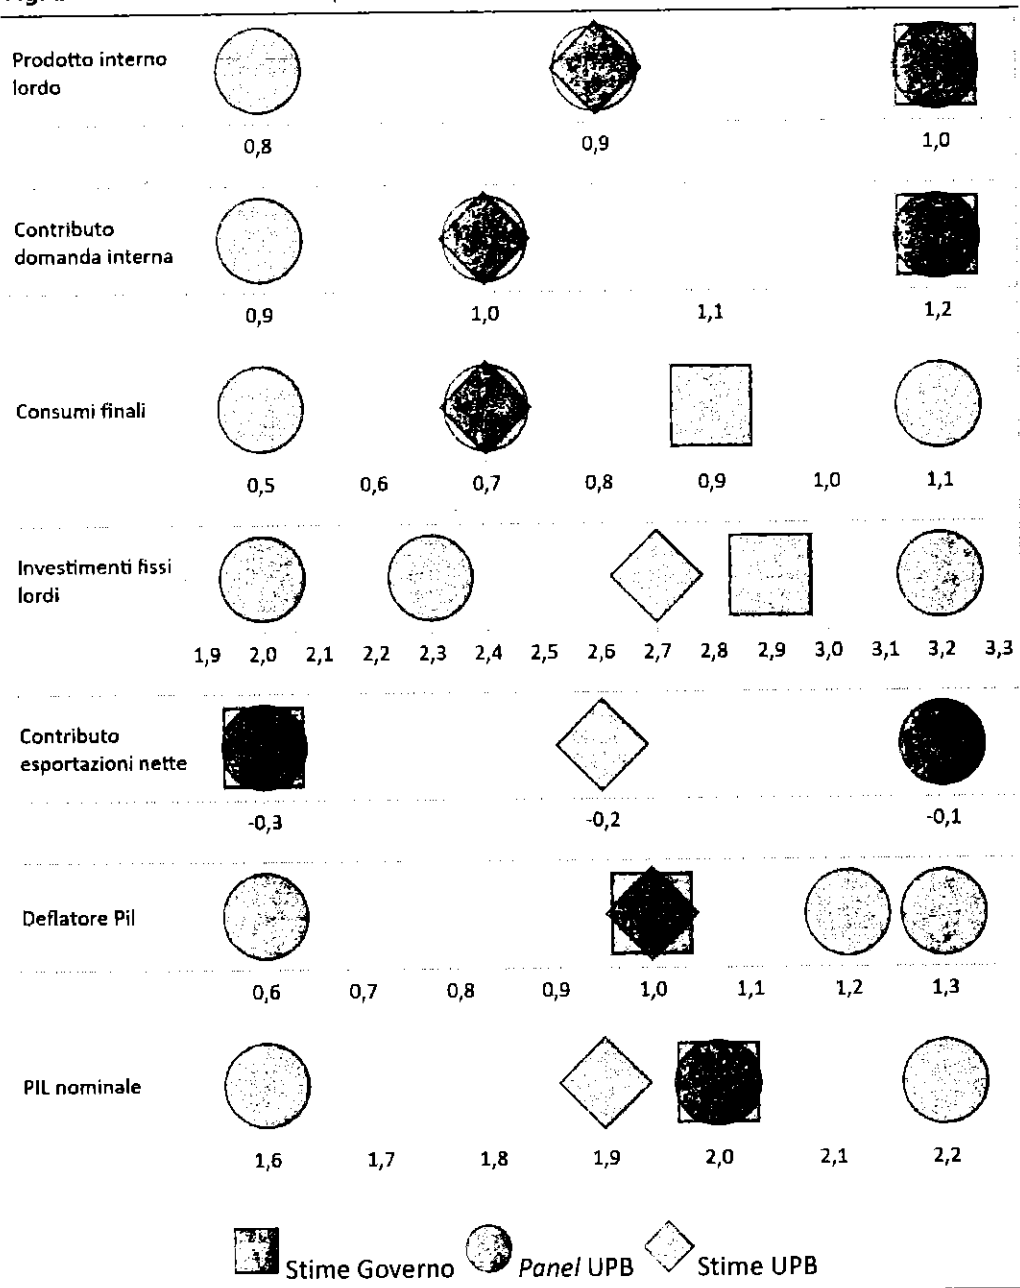 Prodotto interno
lordo
0,8 0,9 1,0
Contributo
domanda interna
0,9 1,0 1,1 1,2
Consumi finali
0,5 0,6 0,7 0,8 0,9 1,0 1,1
Investimenti fissi
lordi
1,9 2,0 2,1 2,2 2,3 2,4 2,5 2,6 2,7 2,8 2,9 3,0 3,1 3,2 3,3
Contributo
esportazioni nette
-0,3 -0,2 -0,1
Deflatore Pil
0,6 0,7 0,8 0,9 1,0 1,1 1,2 1,3
PIL nominale
1,6 1,7 1,8 1,9 2,0 2,1 2,2
Stime Governo Panel UPB Stime UPB